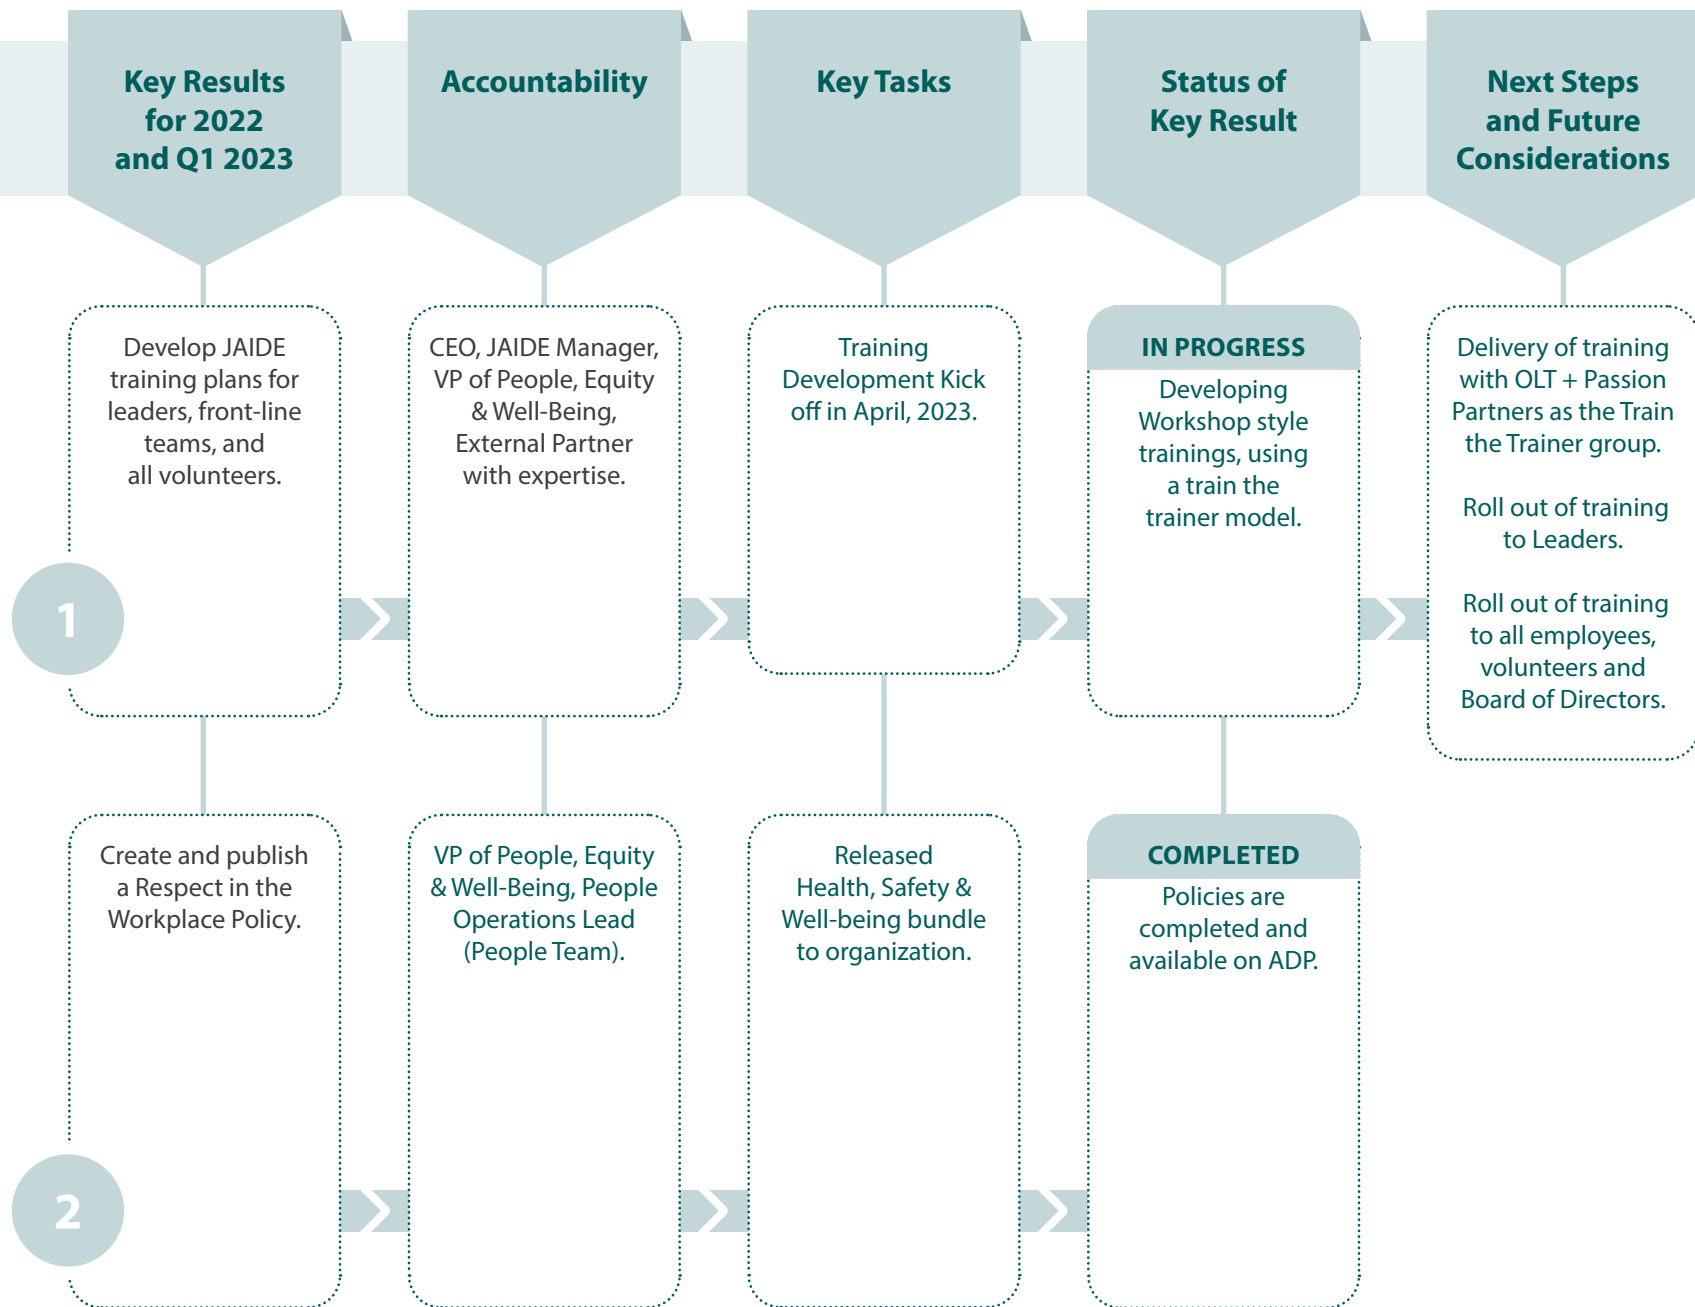 Key Results
for 2022
and Q1 2023
Accountability
Key Tasks
Status of
Key Result
Next Steps
and Future
Considerations
1
Develop JAIDE
training plans for
leaders, front-line
teams, and
all volunteers.
CEO, JAIDE Manager,
VP of People, Equity
& Well-Being,
External Partner
with expertise.
Training
Development Kick
off in April, 2023.
IN PROGRESS
Developing
Workshop style
trainings, using
a train the
trainer model.
Delivery of training
with OLT + Passion
Partners as the Train
the Trainer group.
Roll out of training
to Leaders.
Roll out of training
to all employees,
volunteers and
Board of Directors.
2
Create and publish
a Respect in the
Workplace Policy.
VP of People, Equity
& Well-Being, People
Operations Lead
(People Team).
Released
Health, Safety &
Well-being bundle
to organization.
COMPLETED
Policies are
completed and
available on ADP.